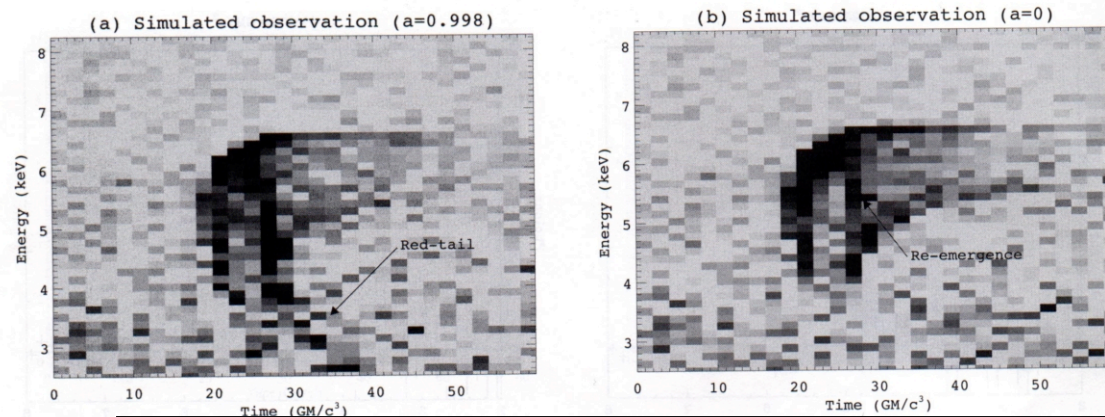 (a) Simulated observation (a=0.998)
8
7
6
5
4
3
Energy (keV)
Red-tail
0 10 20 30 40 50
Time (GM/c³)
(b) Simulated observation (a=0)
8
7
6
5
4
3
Energy (keV)
Re-emergence
0 10 20 30 40 50
Time (GM/c³)